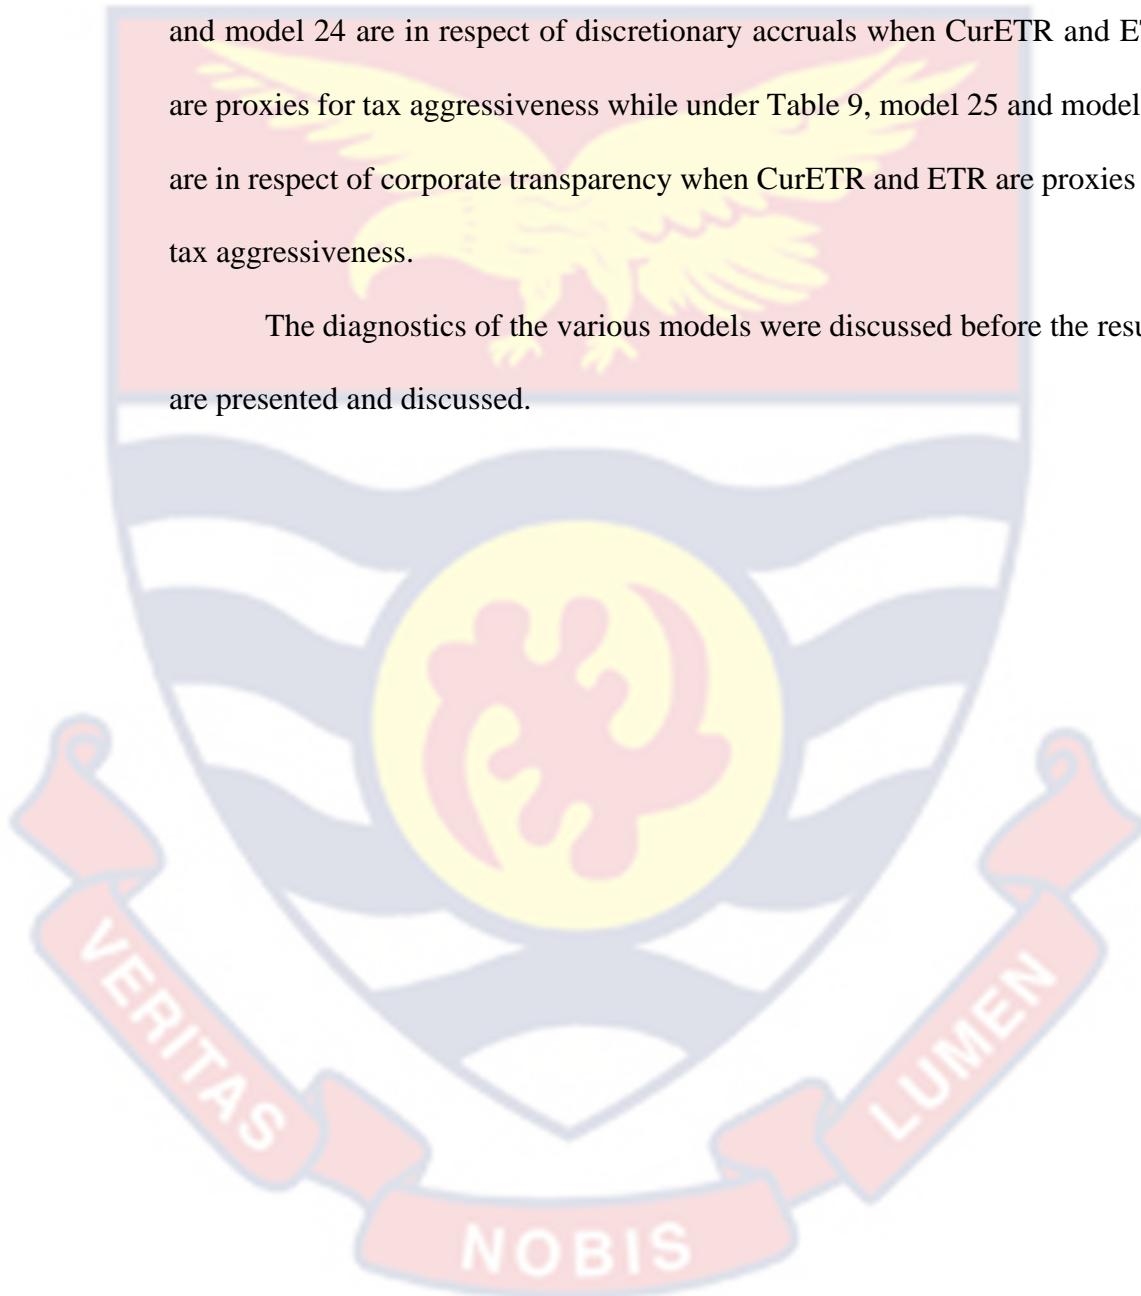 and model 24 are in respect of discretionary accruals when CurETR and
are proxies for tax aggressiveness while under Table 9, model 25 and model
are in respect of corporate transparency when CurETR and ETR are proxies
tax aggressiveness.
The diagnostics of the various models were discussed before the
are presented and discussed.
VERITAS
NOBIS
LUMEN